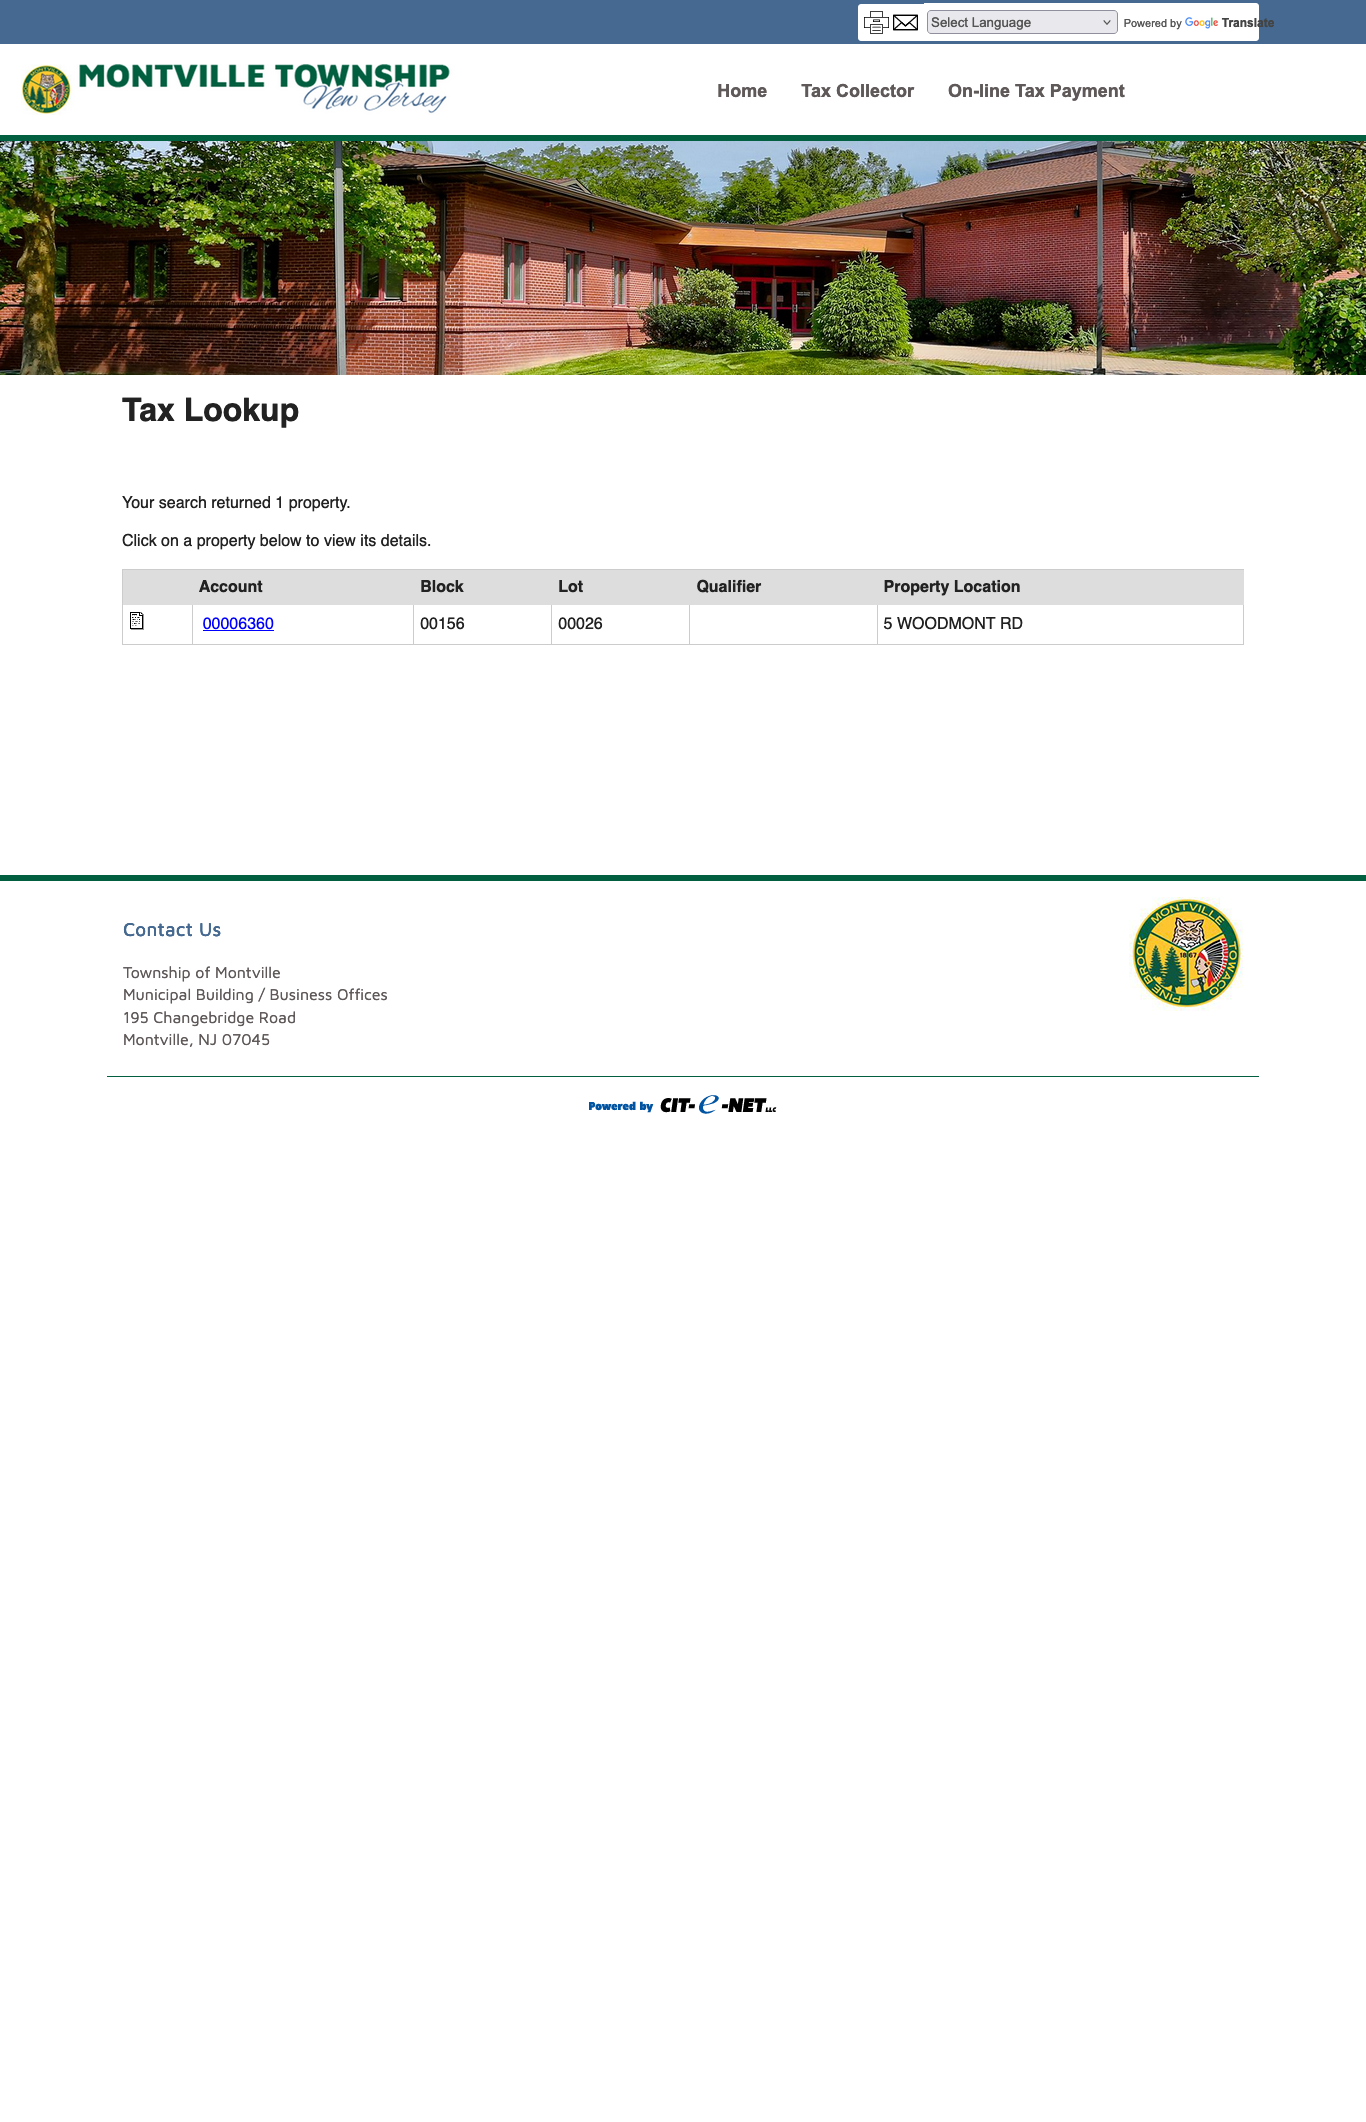 Select Language
Powered by Google Translate
MONTVILLE TOWNSHIP
New Jersey
Home Tax Collector On-line Tax Payment
Tax Lookup
Your search returned 1 property.
Click on a property below to view its details.
Account Block Lot Qualifier Property Location
00006360 00156 00026 5 WOODMONT RD
Contact Us
MONTVILLE
TOWACO
PINE BROOK
1867
Township of Montville
Municipal Building / Business Offices
195 Changebridge Road
Montville, NJ 07045
Powered by CIT-e-NET LLC